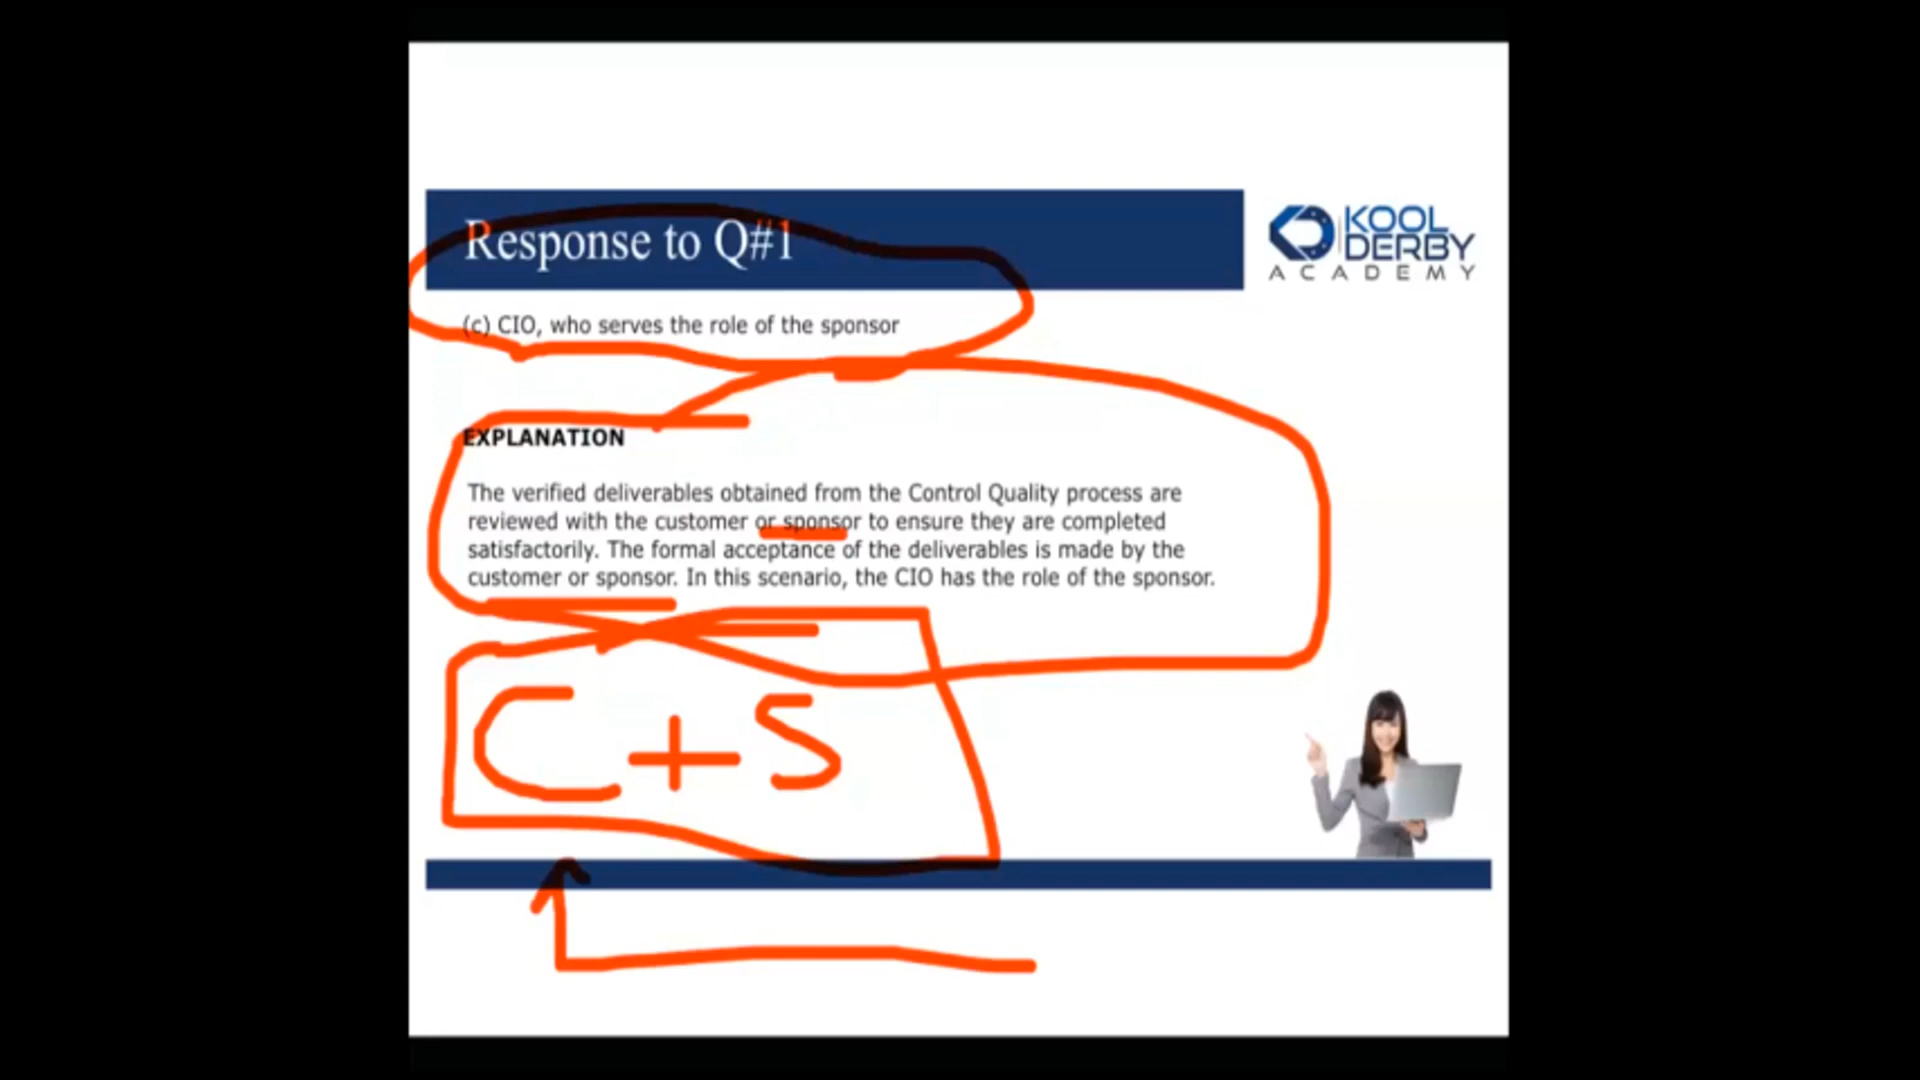 Response to Q#1
KOOL
DERBY
ACADEMY
(c) CIO, who serves the role of the sponsor
EXPLANATION
The verified deliverables obtained from the Control Quality process are
reviewed with the customer or sponsor to ensure they are completed
satisfactorily. The formal acceptance of the deliverables is made by the
customer or sponsor. In this scenario, the CIO has the role of the sponsor.
C+S